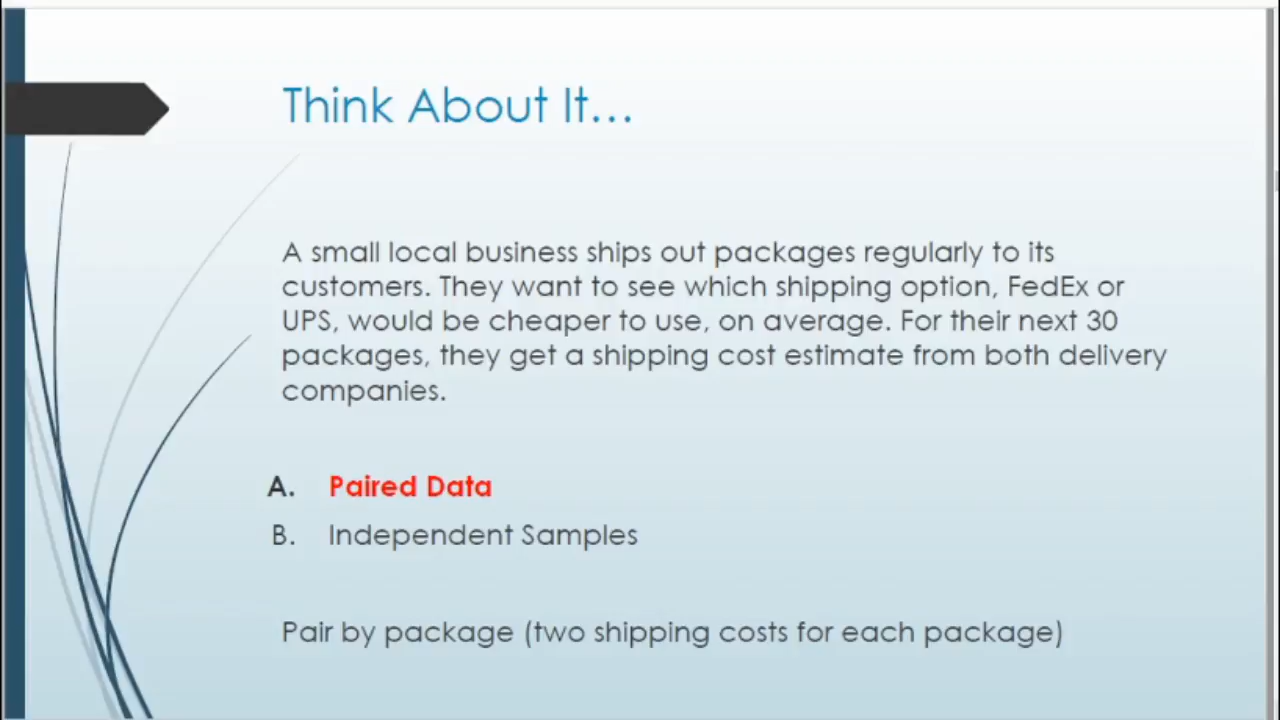 Think About It...
A small local business ships out packages regularly to its
customers. They want to see which shipping option, FedEx or
UPS, would be cheaper to use, on average. For their next 30
packages, they get a shipping cost estimate from both delivery
companies.
A. Paired Data
B. Independent Samples
Pair by package (two shipping costs for each package)